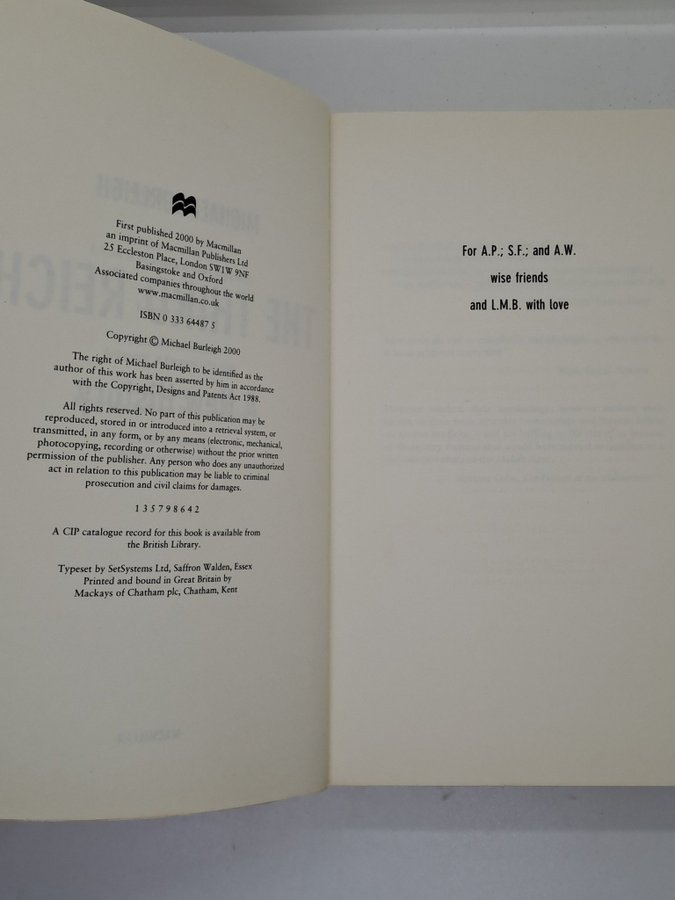 First published 2000 by Macmillan
an imprint of Macmillan Publishers Ltd
25 Eccleston Place, London SW1W 9NF
Basingstoke and Oxford
Associated companies throughout the world
www.macmillan.co.uk
ISBN 0 333 64487 5
Copyright © Michael Burleigh 2000
The right of Michael Burleigh to be identified as the
author of this work has been asserted by him in accordance
with the Copyright, Designs and Patents Act 1988.
All rights reserved. No part of this publication may be
reproduced, stored in or introduced into a retrieval system, or
transmitted, in any form, or by any means (electronic, mechanical,
photocopying, recording or otherwise) without the prior written
permission of the publisher. Any person who does any unauthorized
act in relation to this publication may be liable to criminal
prosecution and civil claims for damages.
1 3 5 7 9 8 6 4 2
A CIP catalogue record for this book is available from
the British Library.
Typeset by SetSystems Ltd, Saffron Walden, Essex
Printed and bound in Great Britain by
Mackays of Chatham plc, Chatham, Kent
For A.P.; S.F.; and A.W.
wise friends
and L.M.B. with love